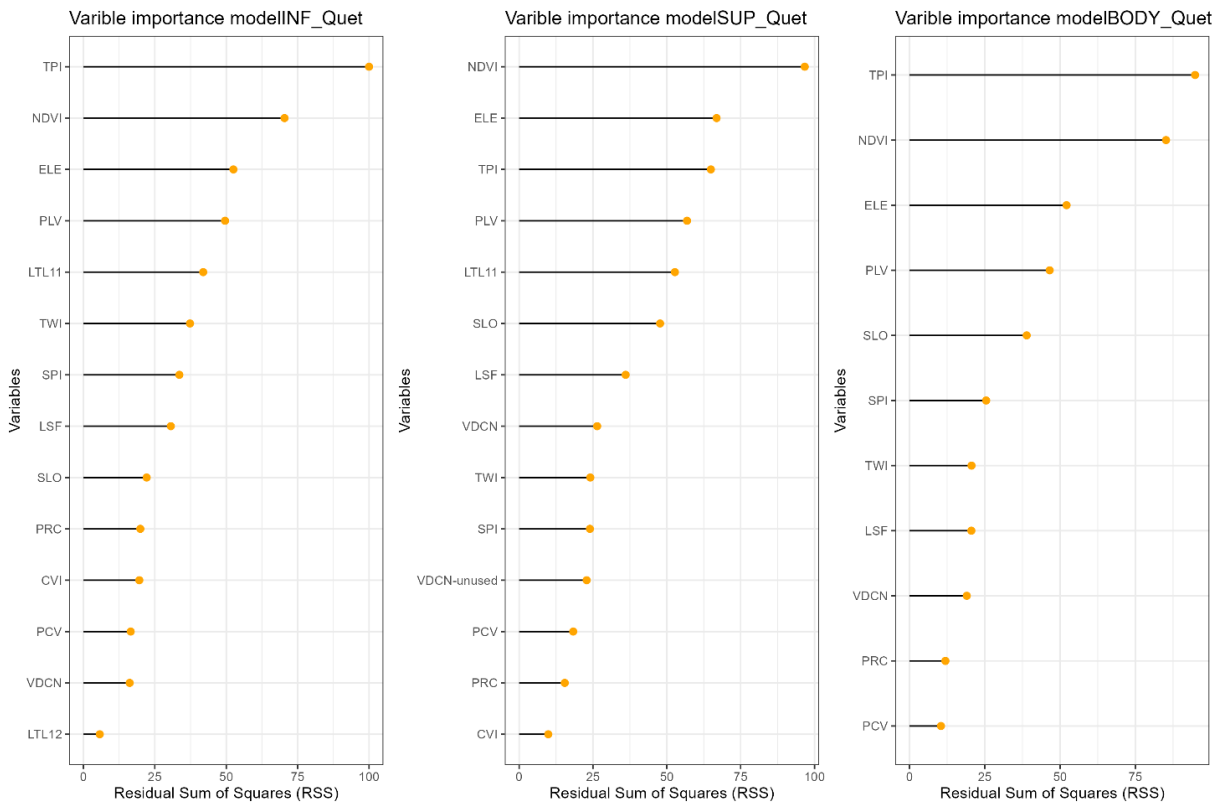 Varible importance modelINF_Quet
TPI
NDVI
ELE
PLV
LTL11
TWI
SPI
LSF
SLO
PRC
CVI
PCV
VDCN
LTL12
Variables
0 25 50 75 100
Residual Sum of Squares (RSS)
Varible importance modelSUP_Quet
NDVI
ELE
TPI
PLV
LTL11
SLO
LSF
VDCN
TWI
SPI
VDCN-unused
PCV
PRC
CVI
Variables
0 25 50 75 100
Residual Sum of Squares (RSS)
Varible importance modelBODY_Quet
TPI
NDVI
ELE
PLV
SLO
SPI
TWI
LSF
VDCN
PRC
PCV
Variables
0 25 50 75
Residual Sum of Squares (RSS)